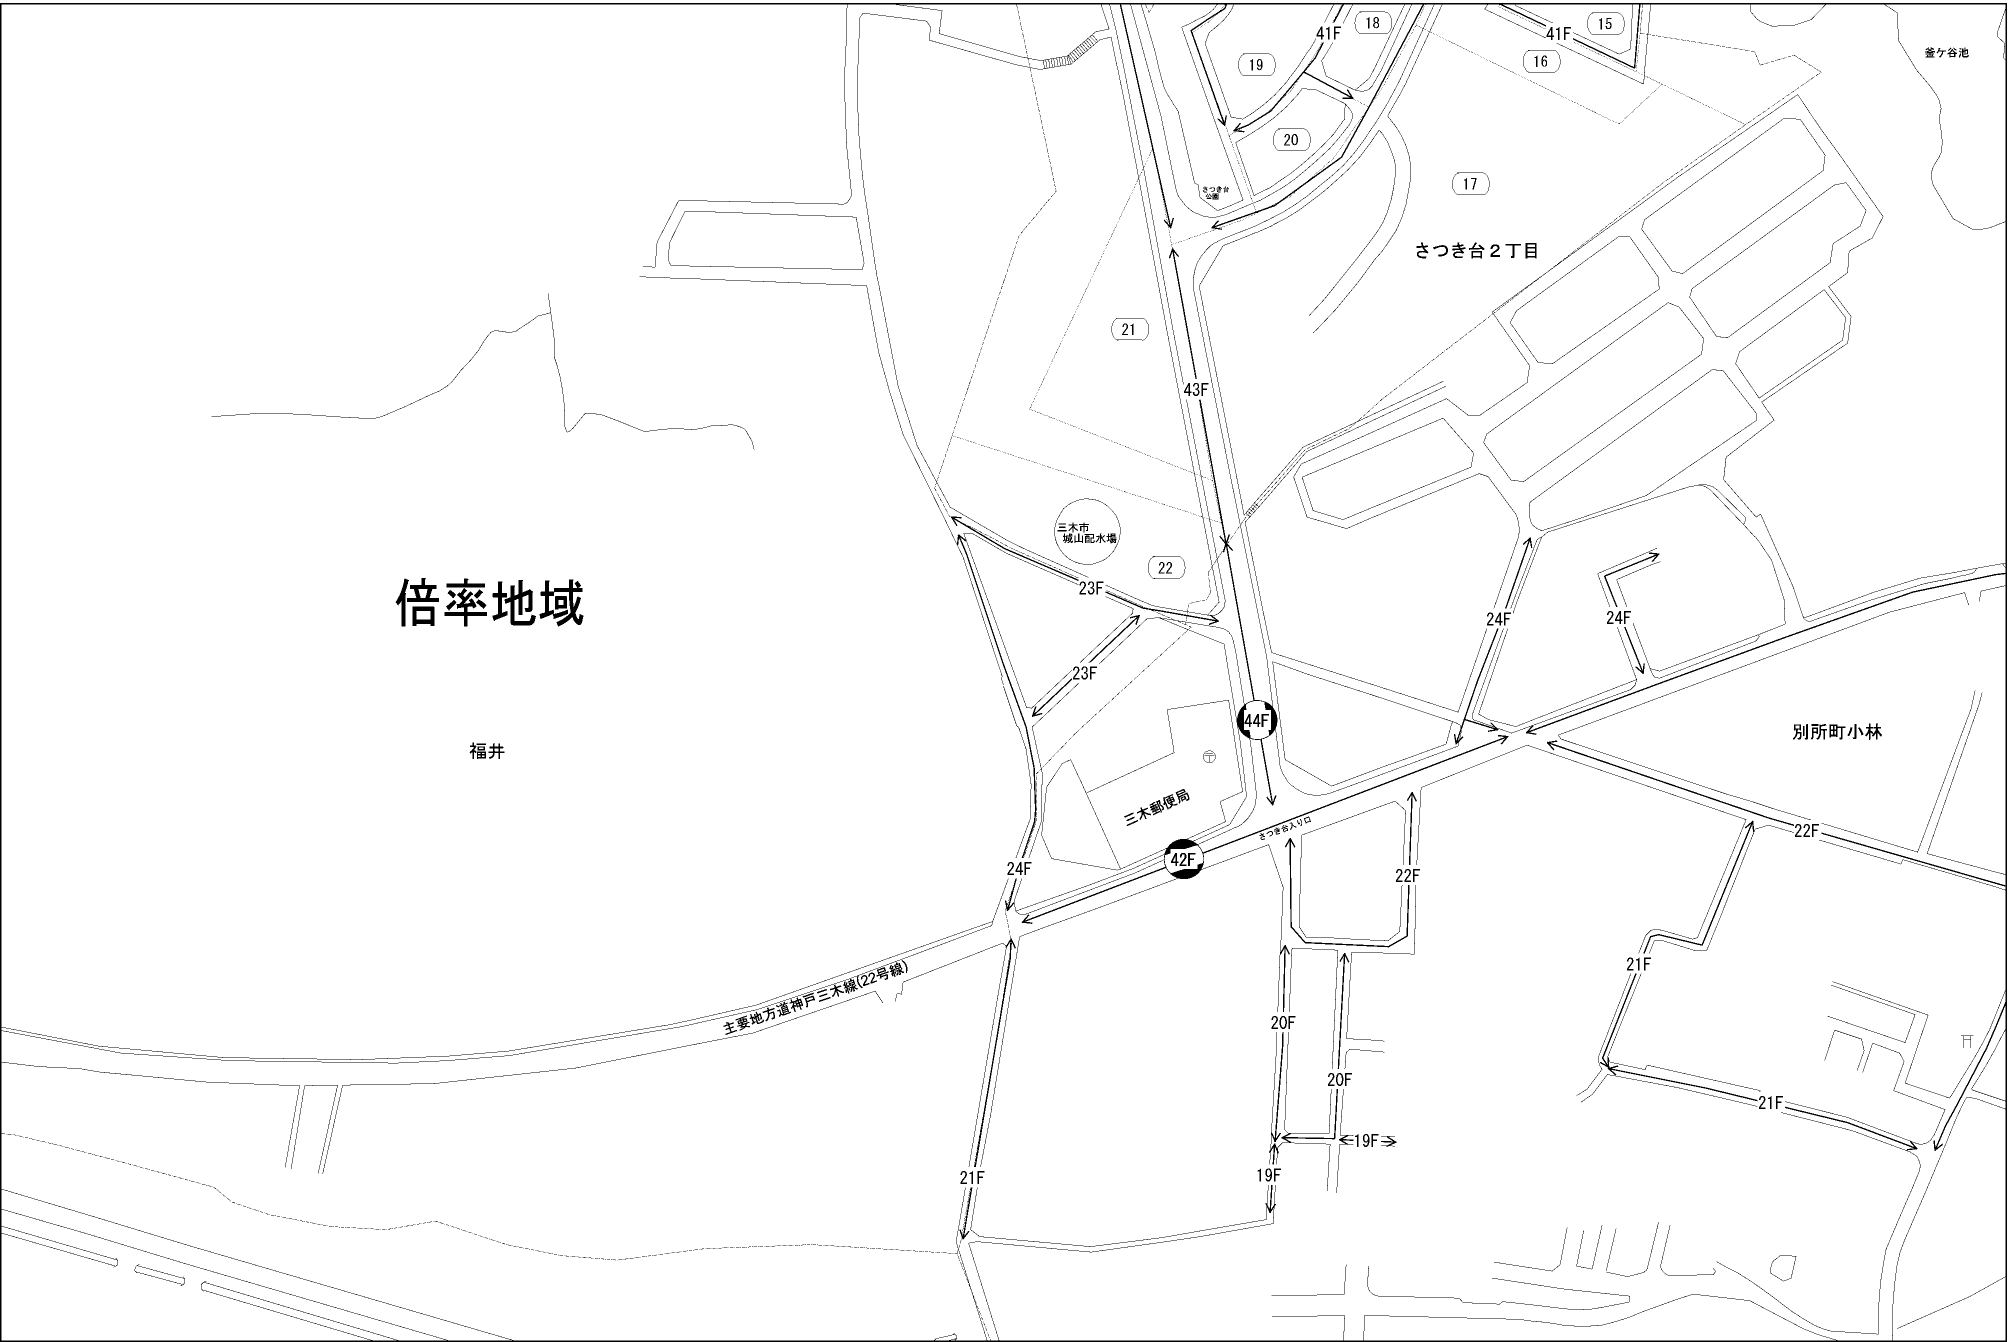 18
15
41F
41F
釜ケ谷池
19
16
20
17
さつき台
公園
さつき台２丁目
21
43F
三木市
城山配水場
22
23F
倍率地域
24F
24F
23F
44F
別所町小林
福井
三木郵便局
さつき台入り口
22F
42F
24F
22F
21F
主要地方道神戸三木線(22号線)
20F
20F
21F
19F
21F
19F